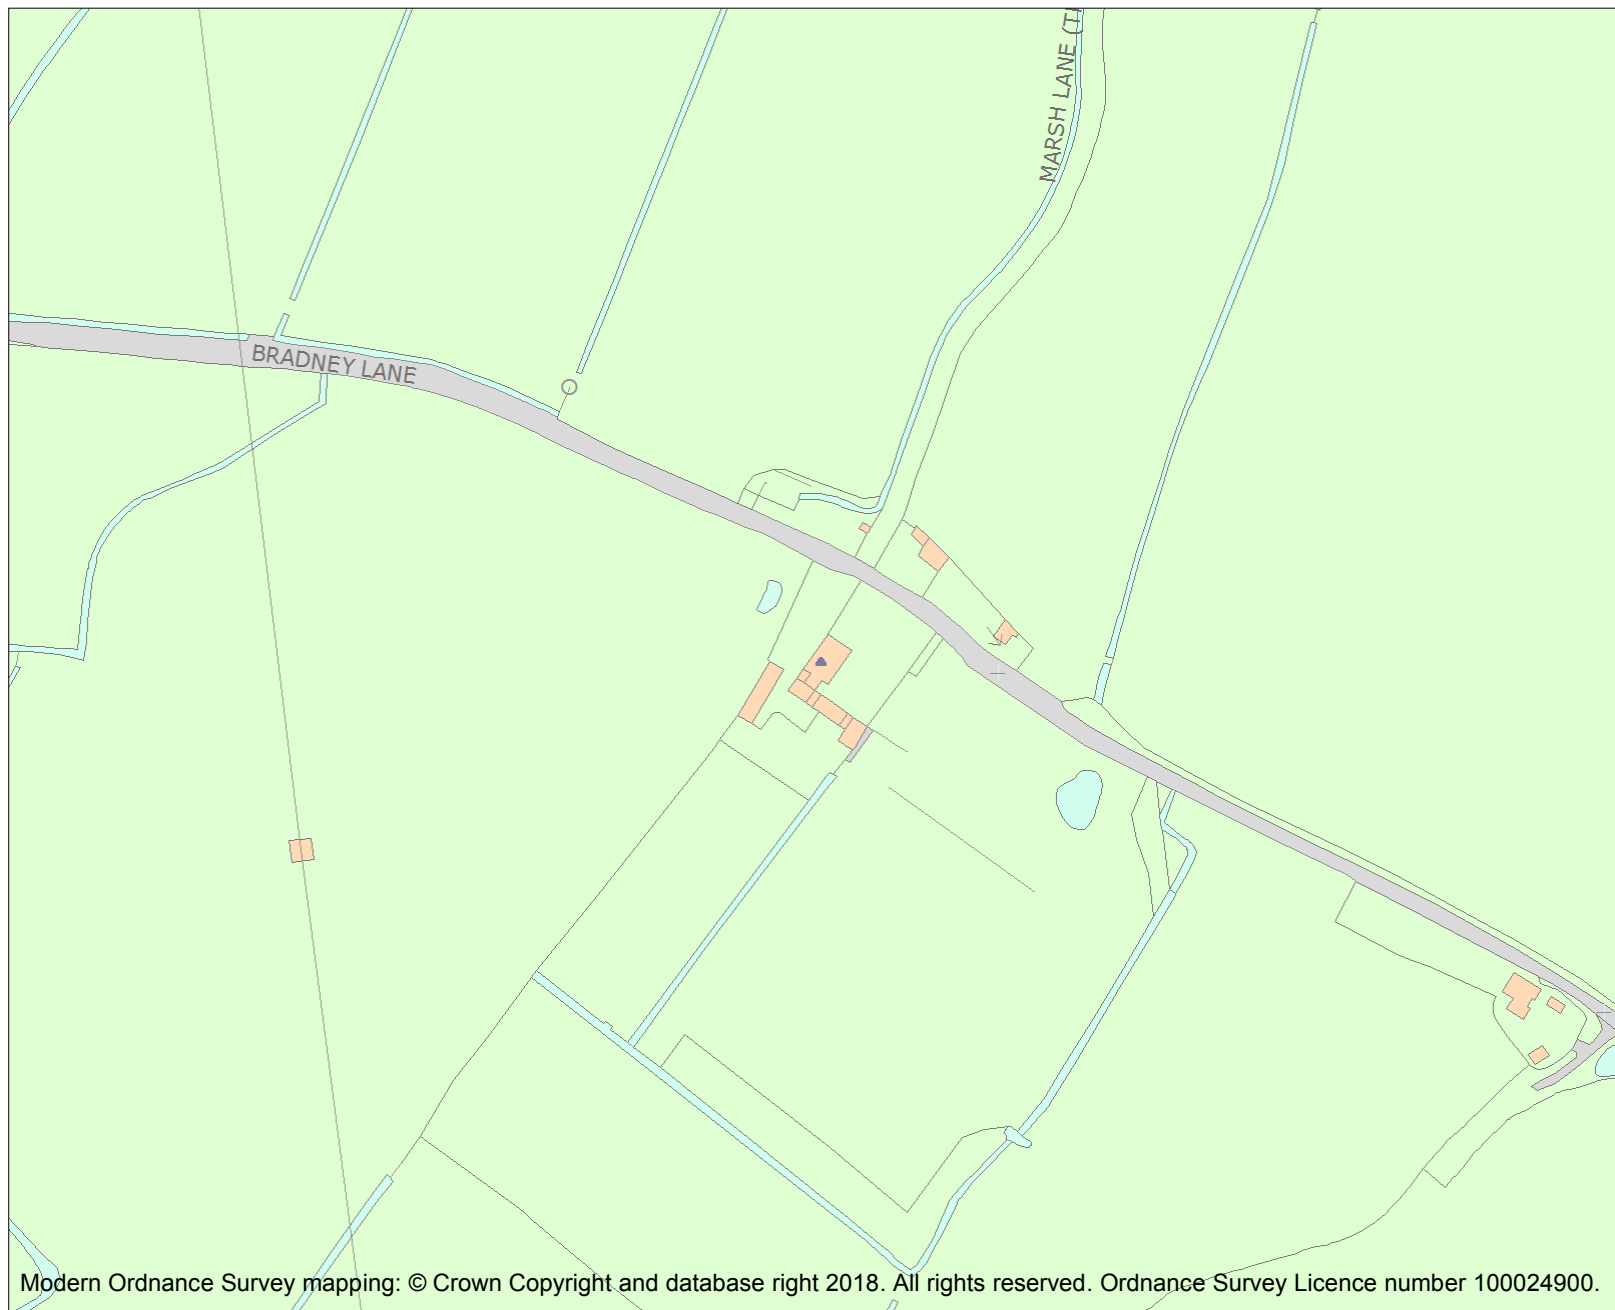 MARSH LANE (T
BRADNEY LANE
Modern Ordnance Survey mapping: © Crown Copyright and database right 2018. All rights reserved. Ordnance Survey Licence number 100024900.